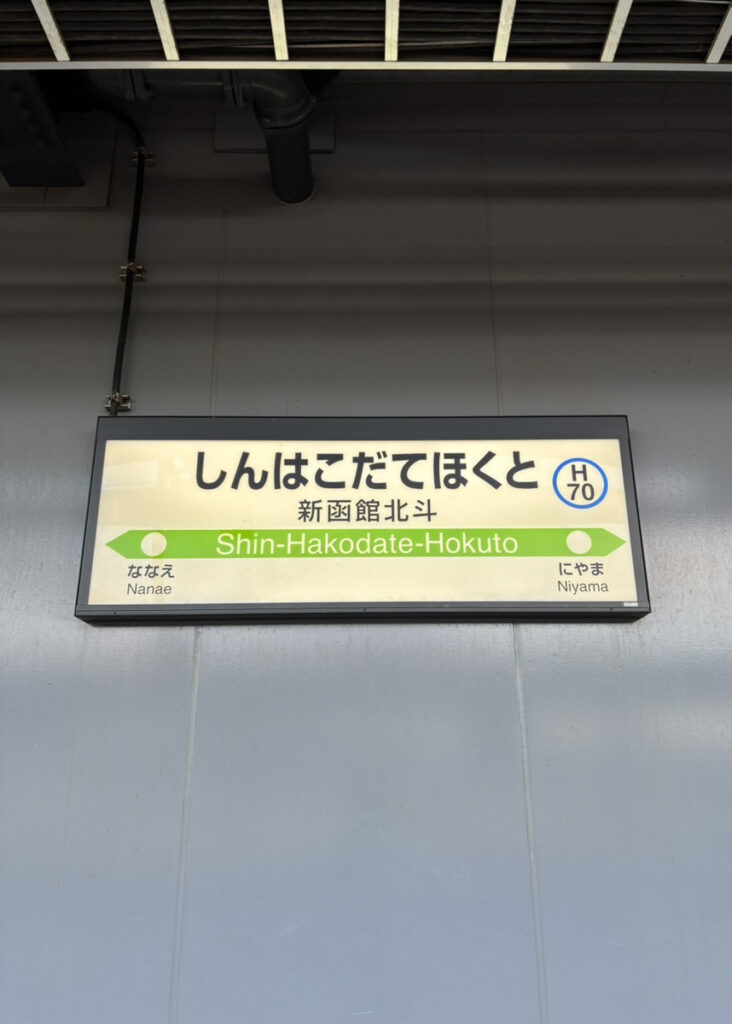 しんはこだてほくと
H
70
新函館北斗
Shin-Hakodate-Hokuto
ななえ
Nanae
にやま
Niyama